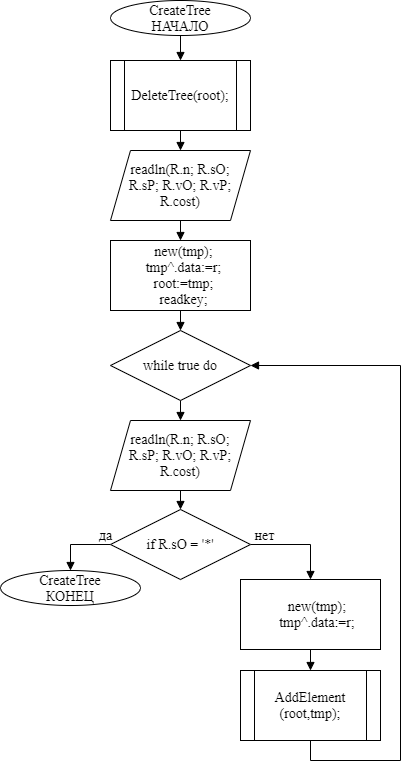 CreateTree
НАЧАЛО
DeleteTree(root);
readln(R.n; R.sO;
R.sP; R.vO; R.vP;
R.cost)
new(tmp);
tmp^.data:=r;
root:=tmp;
readkey;
while true do
readln(R.n; R.sO;
R.sP; R.vO; R.vP;
R.cost)
да
if R.sO = '*'
нет
CreateTree
КОНЕЦ
new(tmp);
tmp^.data:=r;
AddElement
(root,tmp);